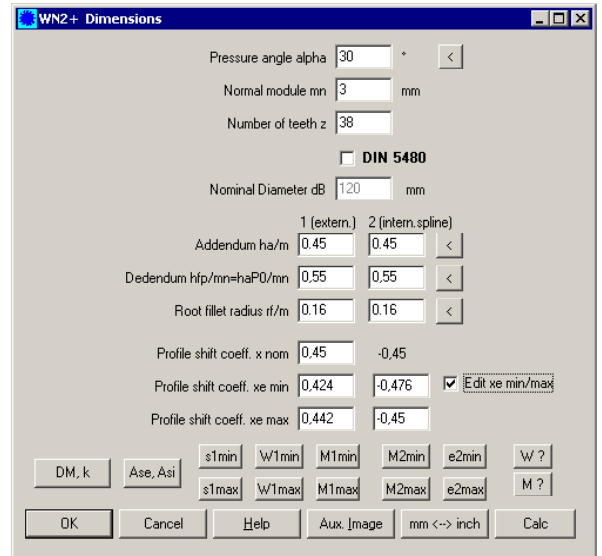 WN2+ Dimensions
Pressure angle alpha 30 ° <
Normal module mn 3 mm
Number of teeth z 38
DIN 5480
Nominal Diameter dB 120 mm
1 (extern.) 2 (intern.spline)
Addendum ha/m 0.45 0.45 <
Dedendum hfp/mn=haP0/mn 0,55 0,55 <
Root fillet radius rf/m 0.16 0.16 <
Profile shift coeff. x nom 0,45 -0,45
Profile shift coeff. xe min 0,424 -0,476 Edit xe min/max
Profile shift coeff. xe max 0,442 -0,45
DM, k Ase, Asi s1min W1min M1min M2min e2min W ?
s1max W1max M1max M2max e2max M ?
OK Cancel Help Aux. Image mm <--> inch Calc